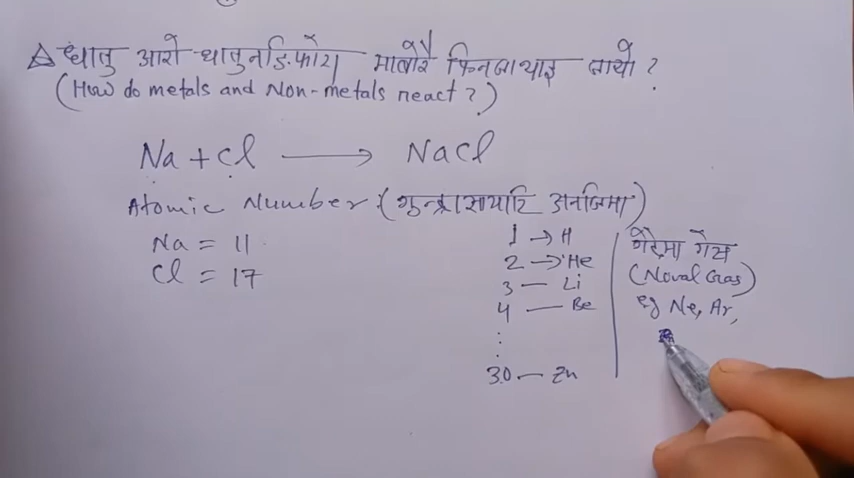 धातु आरो धातुनङिफोरा माबोरै फिनजाथाइ जायो?
(How do metals and Non-metals react?)
Na + Cl ⟶ NaCl
Atomic Number: (गुन्द्रासायारि अनजिमा)
Na = 11
Cl = 17
1 → H
2 → He
3 — Li
4 — Be
⋮
30 — Zn
गैस
(Noval Gas)
eg Ne, Ar,